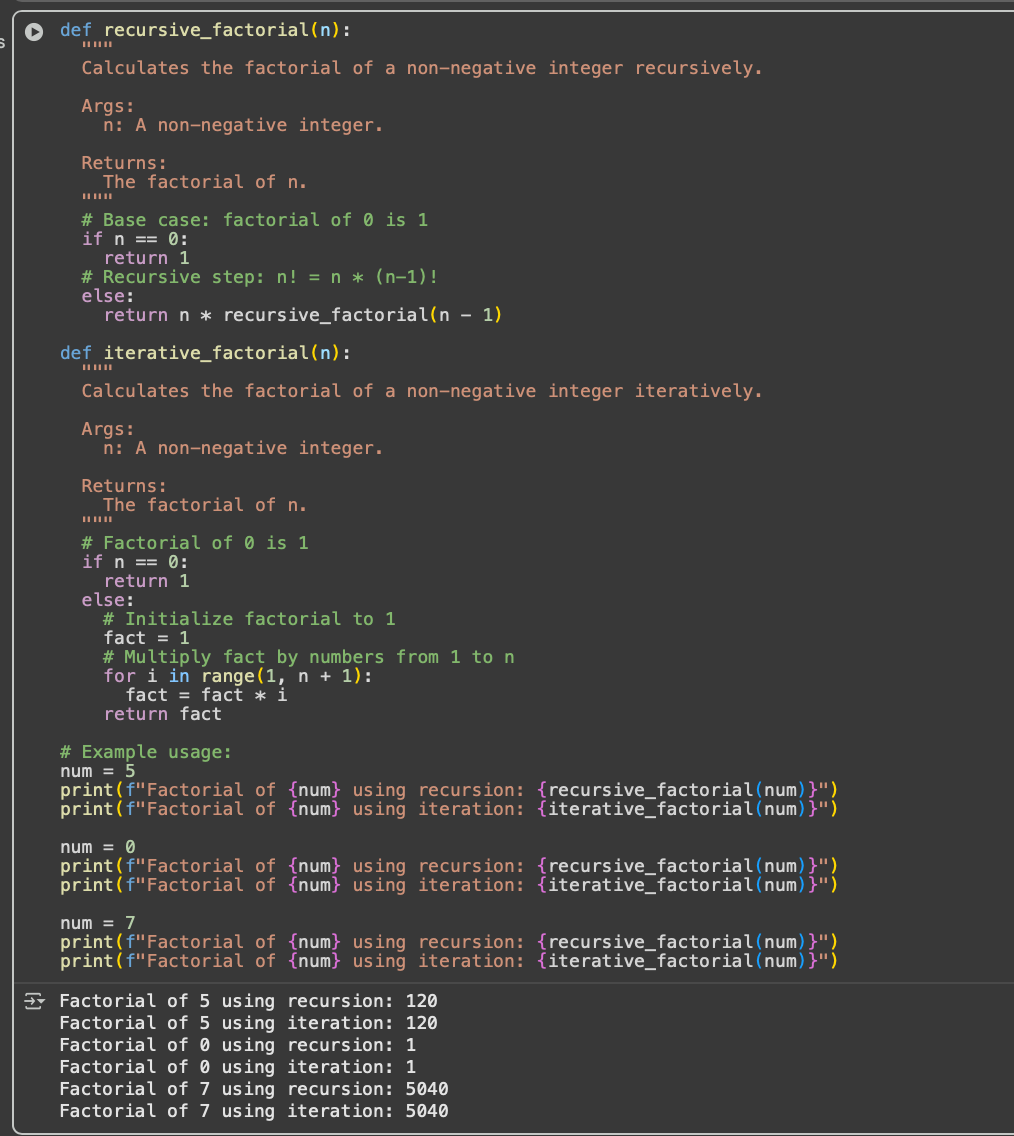 s
def recursive_factorial(n):
  """
  Calculates the factorial of a non-negative integer recursively.

  Args:
    n: A non-negative integer.

  Returns:
    The factorial of n.
  """
  # Base case: factorial of 0 is 1
  if n == 0:
    return 1
  # Recursive step: n! = n * (n-1)!
  else:
    return n * recursive_factorial(n - 1)

def iterative_factorial(n):
  """
  Calculates the factorial of a non-negative integer iteratively.

  Args:
    n: A non-negative integer.

  Returns:
    The factorial of n.
  """
  # Factorial of 0 is 1
  if n == 0:
    return 1
  else:
    # Initialize factorial to 1
    fact = 1
    # Multiply fact by numbers from 1 to n
    for i in range(1, n + 1):
      fact = fact * i
    return fact

# Example usage:
num = 5
print(f"Factorial of {num} using recursion: {recursive_factorial(num)}")
print(f"Factorial of {num} using iteration: {iterative_factorial(num)}")

num = 0
print(f"Factorial of {num} using recursion: {recursive_factorial(num)}")
print(f"Factorial of {num} using iteration: {iterative_factorial(num)}")

num = 7
print(f"Factorial of {num} using recursion: {recursive_factorial(num)}")
print(f"Factorial of {num} using iteration: {iterative_factorial(num)}")
Factorial of 5 using recursion: 120
Factorial of 5 using iteration: 120
Factorial of 0 using recursion: 1
Factorial of 0 using iteration: 1
Factorial of 7 using recursion: 5040
Factorial of 7 using iteration: 5040